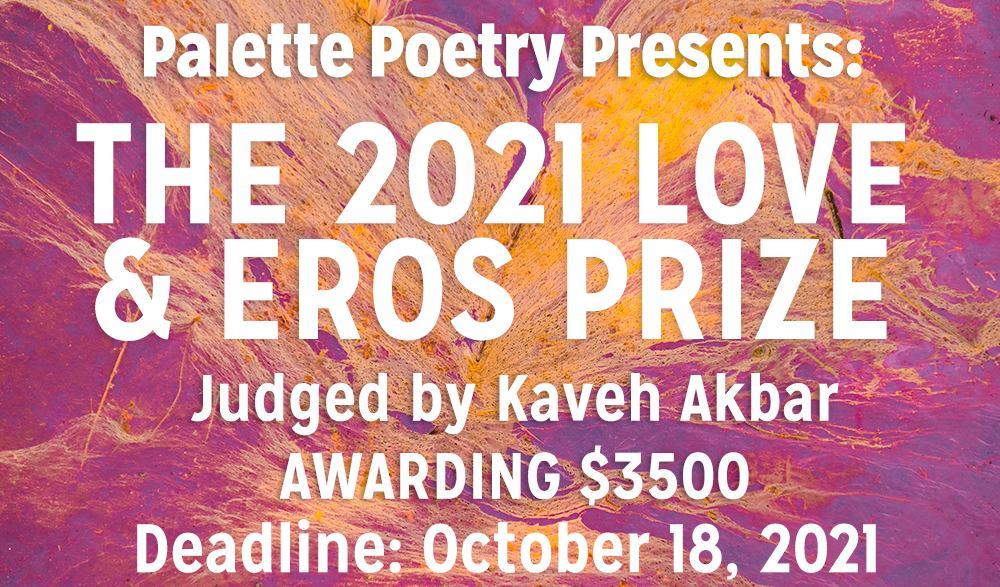 Palette Poetry Presents:
THE 2021 LOVE
& EROS PRIZE
Judged by Kaveh Akbar
AWARDING $3500
Deadline: October 18, 2021